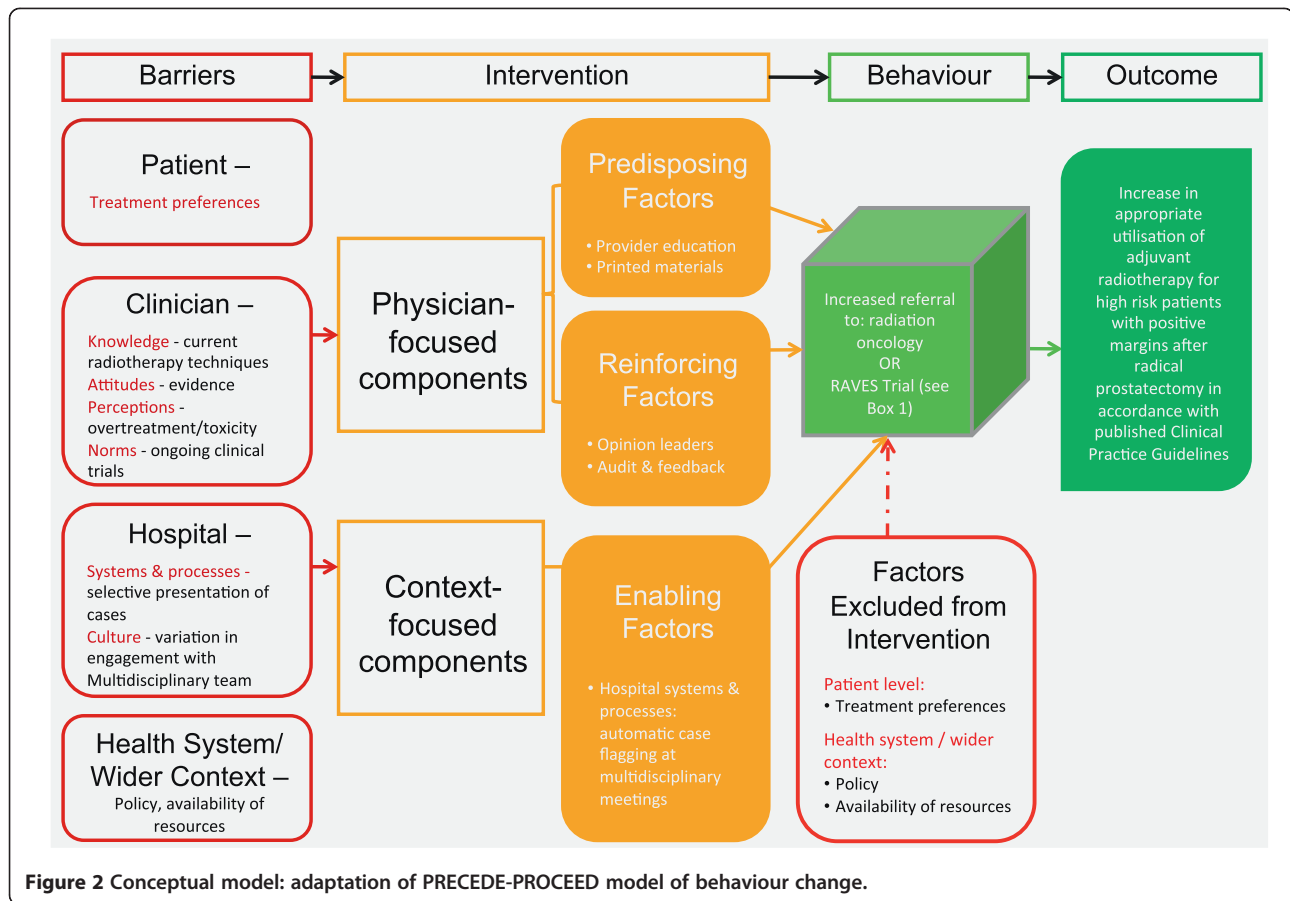 Barriers
Intervention
Behaviour
Outcome
Patient –
Treatment preferences
Clinician –
Knowledge - current
radiotherapy techniques
Attitudes - evidence
Perceptions -
overtreatment/toxicity
Norms - ongoing clinical
trials
Hospital –
Systems & processes -
selective presentation of
cases
Culture - variation in
engagement with
Multidisciplinary team
Health System/
Wider Context –
Policy, availability of
resources
Physician-
focused
components
Context-
focused
components
Predisposing
Factors
• Provider education
• Printed materials
Reinforcing
Factors
• Opinion leaders
• Audit & feedback
Enabling
Factors
• Hospital systems &
processes:
automatic case
flagging at
multidisciplinary
meetings
Increased referral
to: radiation
oncology
OR
RAVES Trial (see
Box 1)
Factors
Excluded from
Intervention
Patient level:
• Treatment preferences
Health system / wider
context:
• Policy
• Availability of resources
Increase in
appropriate
utilisation of
adjuvant
radiotherapy for
high risk patients
with positive
margins after
radical
prostatectomy in
accordance with
published Clinical
Practice Guidelines
Figure 2 Conceptual model: adaptation of PRECEDE-PROCEED model of behaviour change.